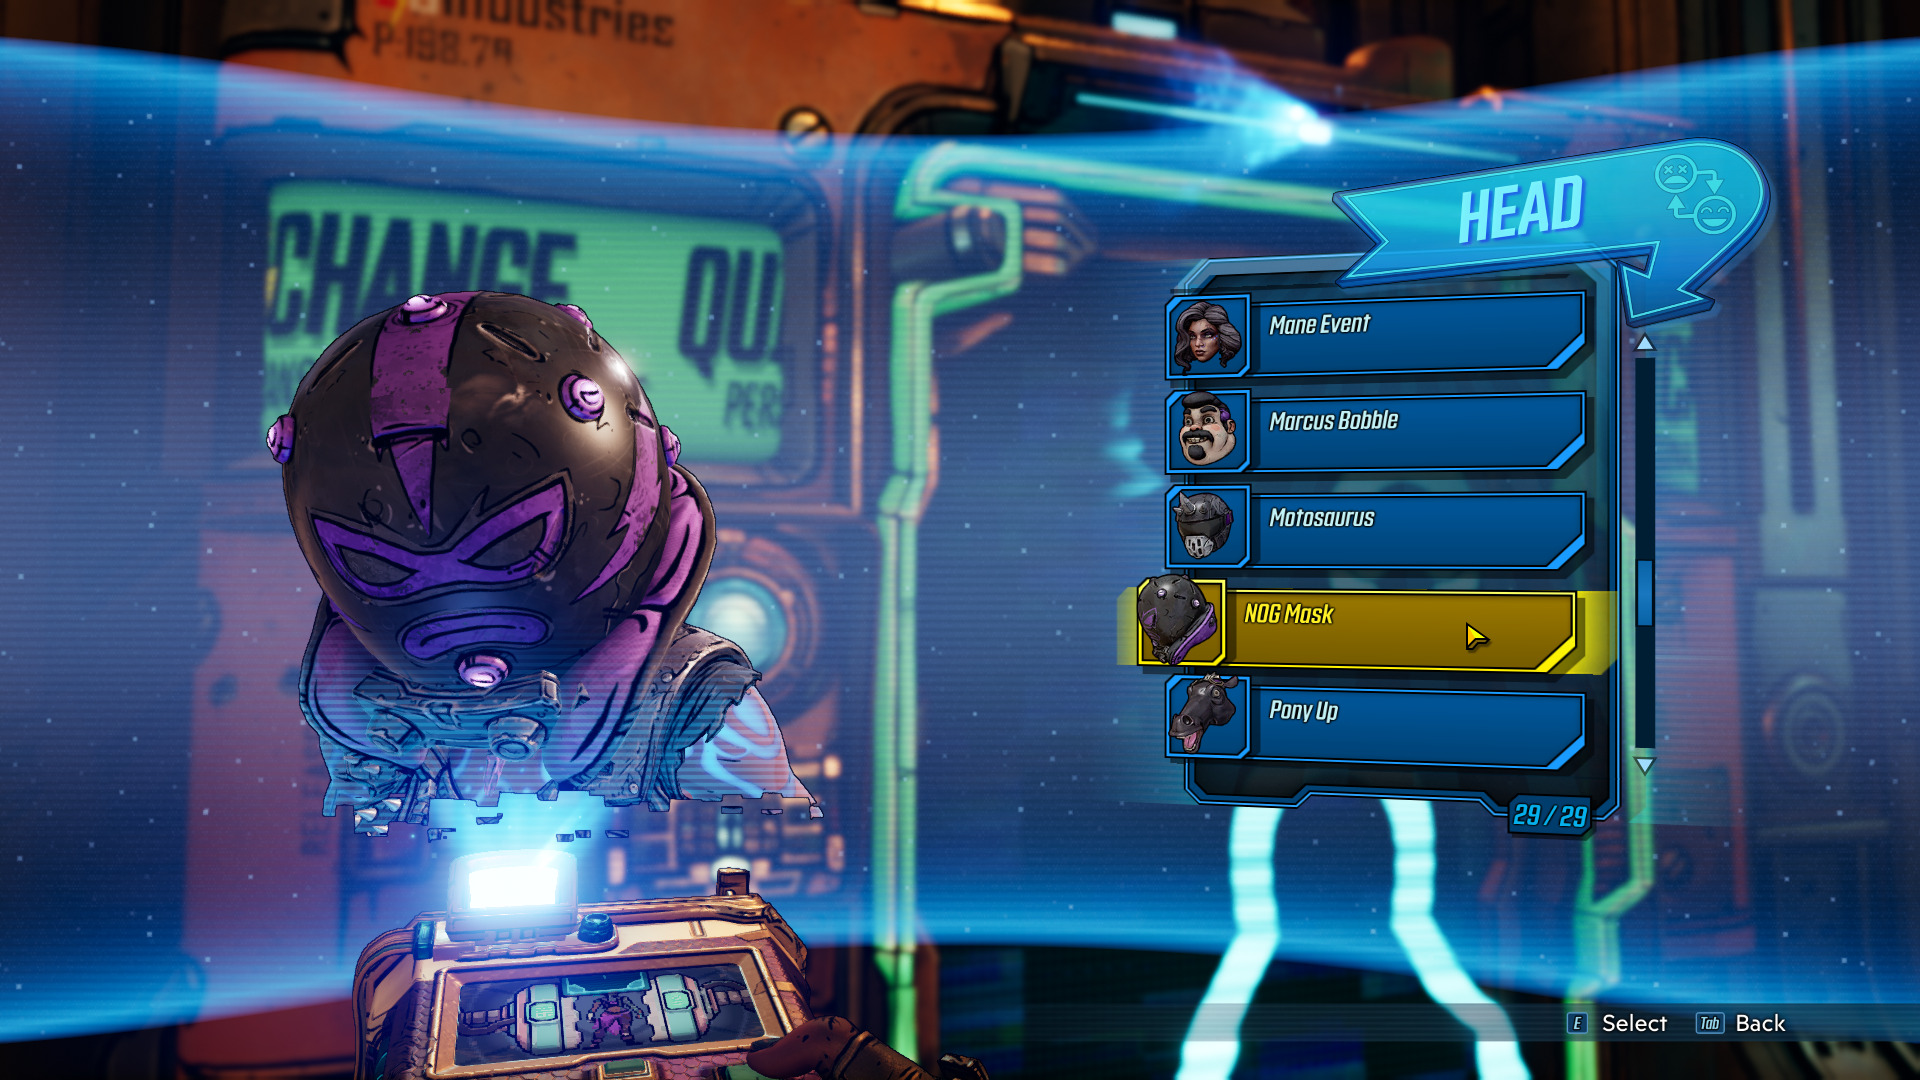 Industries
P-198.79
CHANGE
QU
PER
HEAD
Mane Event
Marcus Bobble
Motosaurus
NOG Mask
Pony Up
29 / 29
E Select Tab Back